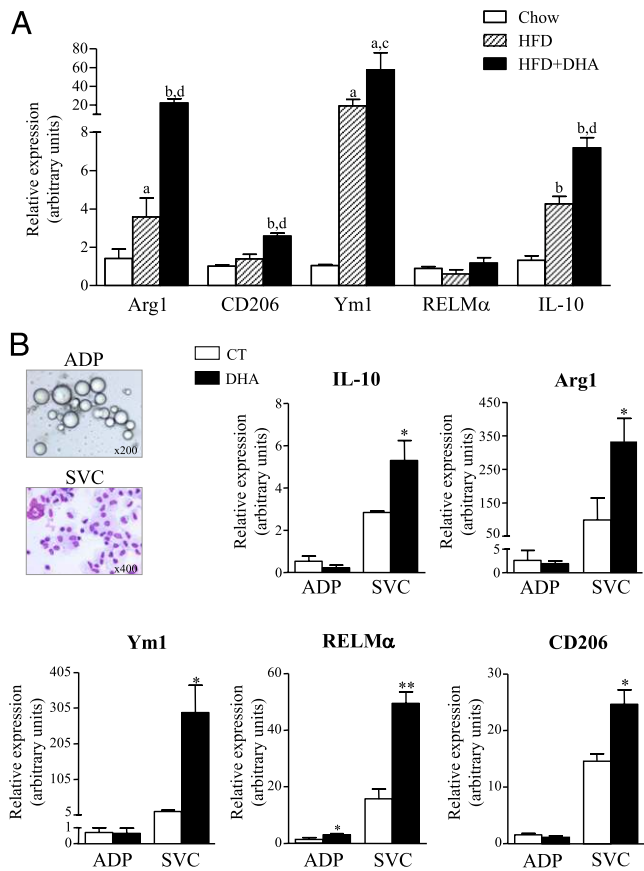 A
Chow
HFD
HFD+DHA
Relative expression
(arbitrary units)
80
60
40
20
8
6
4
2
0
a
b,d
b,d
a
a,c
b
b,d
Arg1
CD206
Ym1
RELMα
IL-10
B
ADP
x200
SVC
x400
CT
DHA
IL-10
Relative expression
(arbitrary units)
8
6
4
2
0
*
ADP
SVC
Arg1
Relative expression
(arbitrary units)
450
350
250
150
50
5
0
*
ADP
SVC
Ym1
Relative expression
(arbitrary units)
405
305
205
105
5
1
0
*
ADP
SVC
RELMα
Relative expression
(arbitrary units)
60
40
20
0
*
**
ADP
SVC
CD206
Relative expression
(arbitrary units)
30
20
10
0
*
ADP
SVC